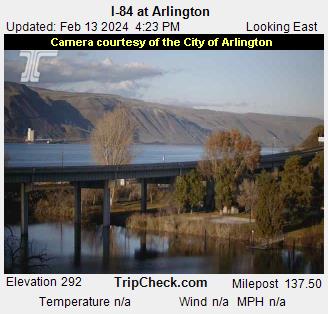 I-84 at Arlington
Updated: Feb 13 2024 4:23 PM Looking East
Camera courtesy of the City of Arlington
Elevation 292 TripCheck.com Milepost 137.50
Temperature n/a Wind n/a MPH n/a